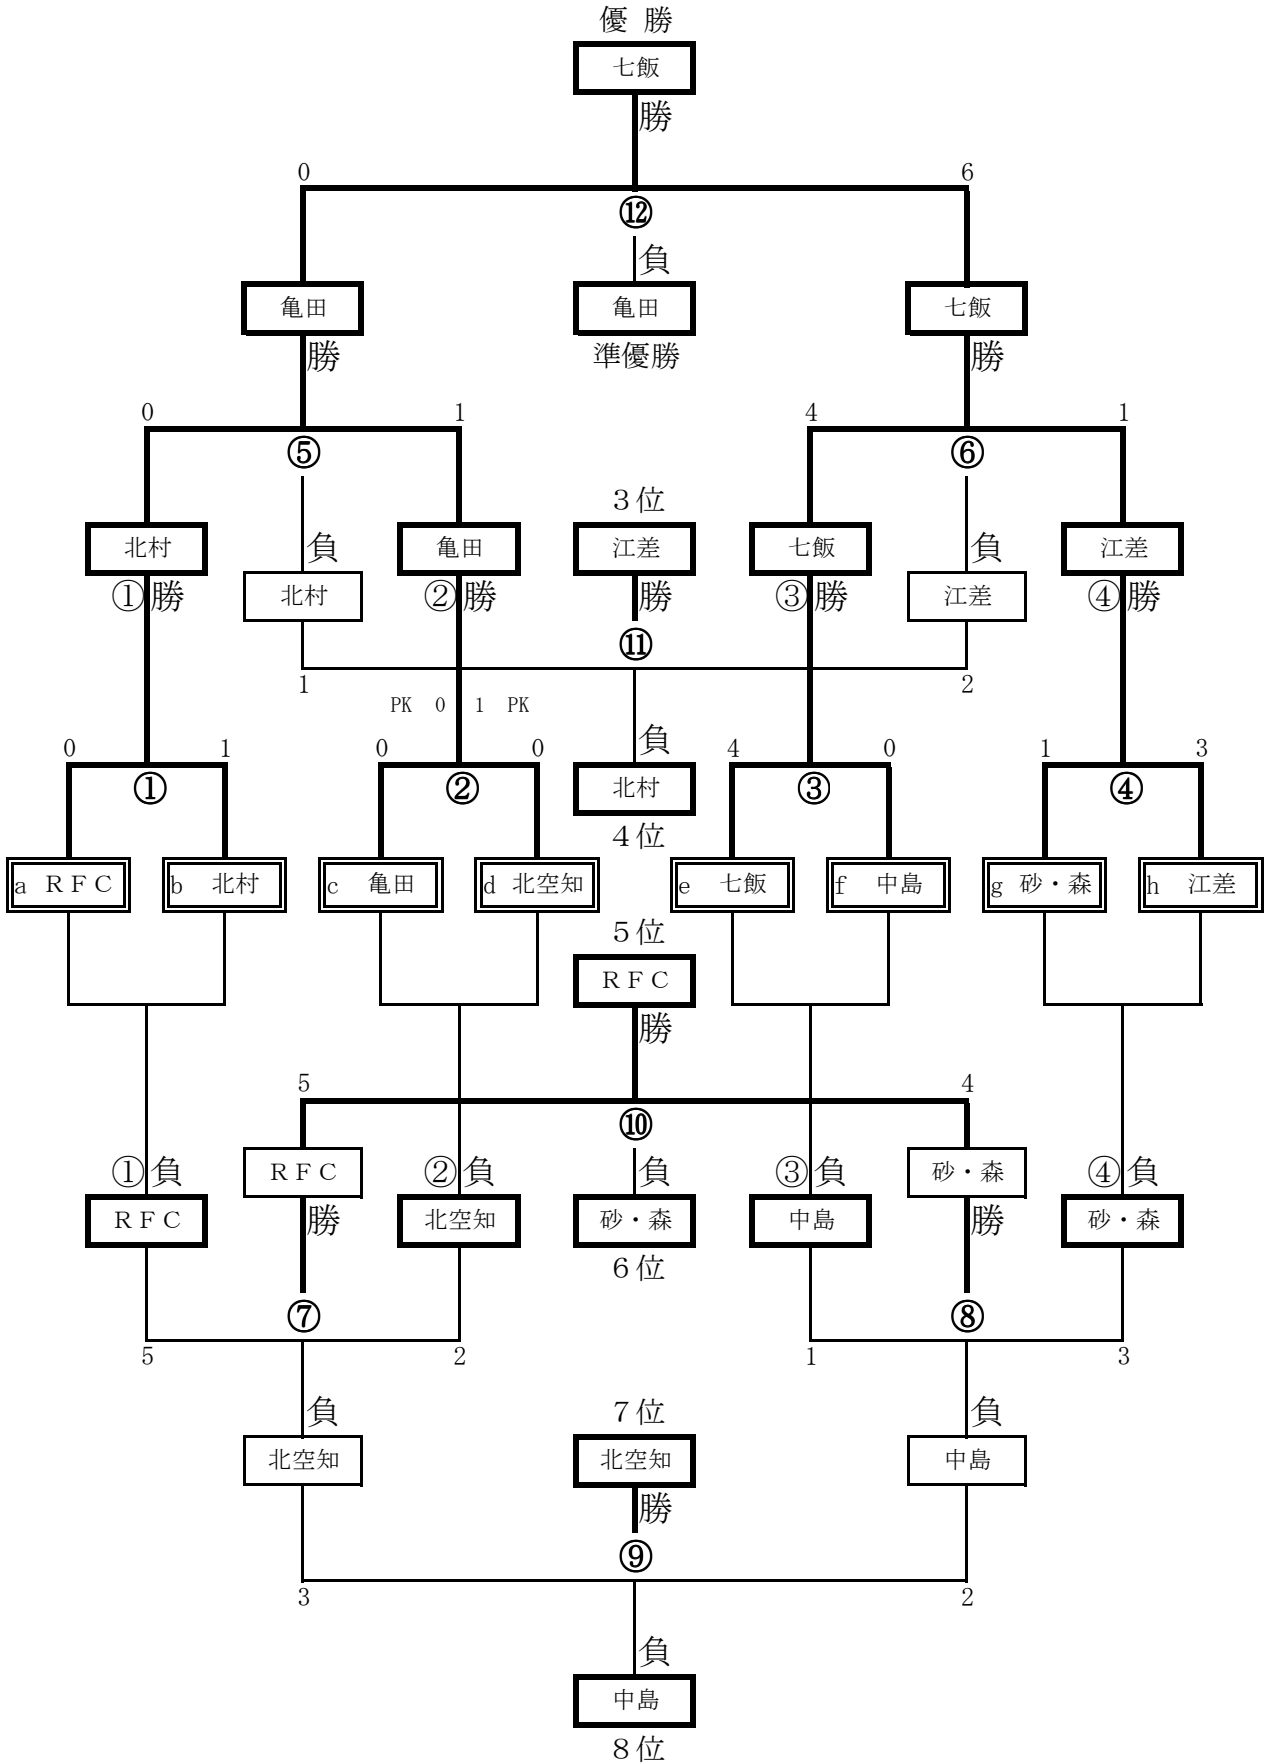 優 勝
七飯
勝
0 6
⑫
負
亀田 亀田 七飯
勝 準優勝 勝
0 1 4 1
⑤ ⑥
3位
北村 負 亀田 江差 七飯 負 江差
①勝 北村 ②勝 勝 ③勝 江差 ④勝
⑪
1 2
PK 0 1 PK
0 1 0 0 負 4 0 1 3
① ② 北村 ③ ④
4位
a RFC b 北村 c 亀田 d 北空知 e 七飯 f 中島 g 砂・森 h 江差
5位
RFC
勝
5 4
⑩
①負 RFC ②負 負 ③負 砂・森 ④負
RFC 勝 北空知 砂・森 中島 勝 砂・森
6位
⑦ ⑧
5 2 1 3
負 7位 負
北空知 北空知 中島
勝
⑨
3 2
負
中島
8位